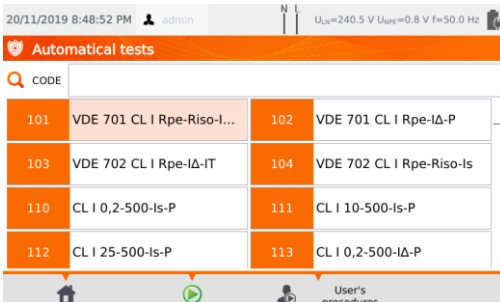 20/11/2019 8:48:52 PM admin N L U_LN=240.5 V U_NPE=0.8 V f=50.0 Hz
Automatical tests
CODE
101 VDE 701 CL I Rpe-Riso-I... 102 VDE 701 CL I Rpe-IΔ-P
103 VDE 702 CL I Rpe-IΔ-IT 104 VDE 702 CL I Rpe-Riso-Is
110 CL I 0,2-500-Is-P 111 CL I 10-500-Is-P
112 CL I 25-500-Is-P 113 CL I 0,2-500-IΔ-P
User's
procedures